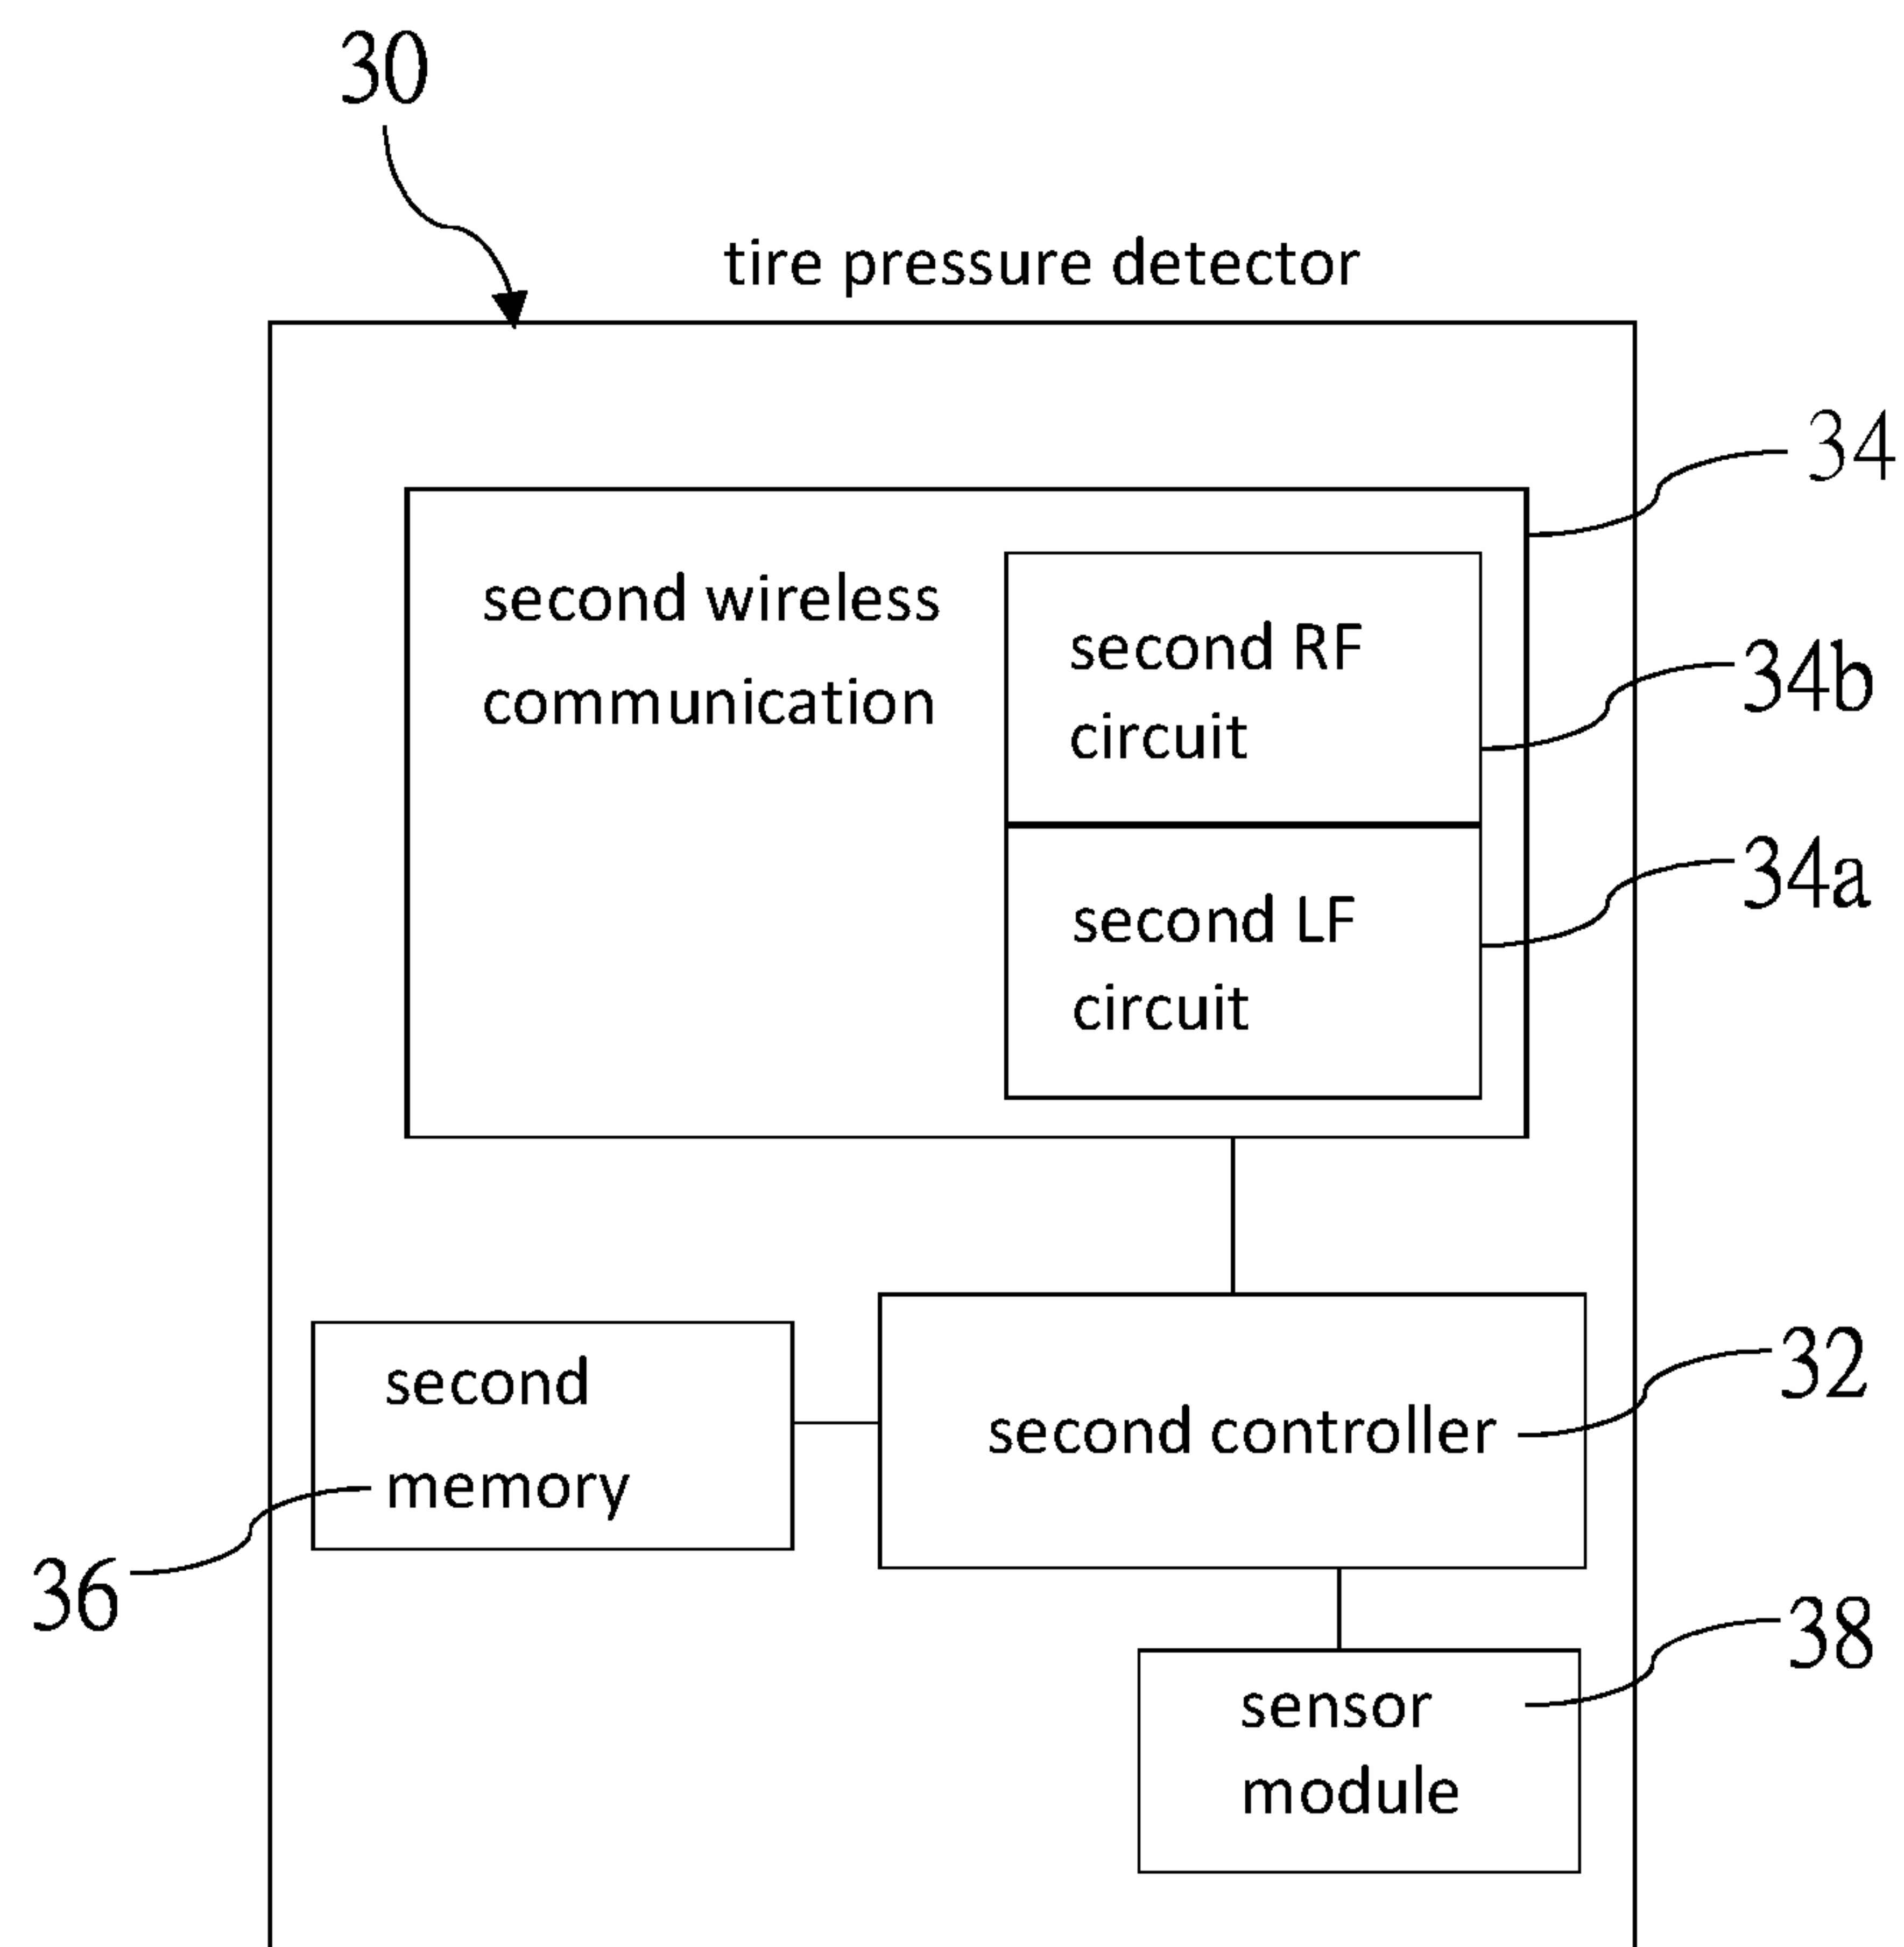 30
tire pressure detector
34
second wireless
communication
second RF
circuit
34b
second LF
circuit
34a
second
memory
36
second controller
32
sensor
module
38